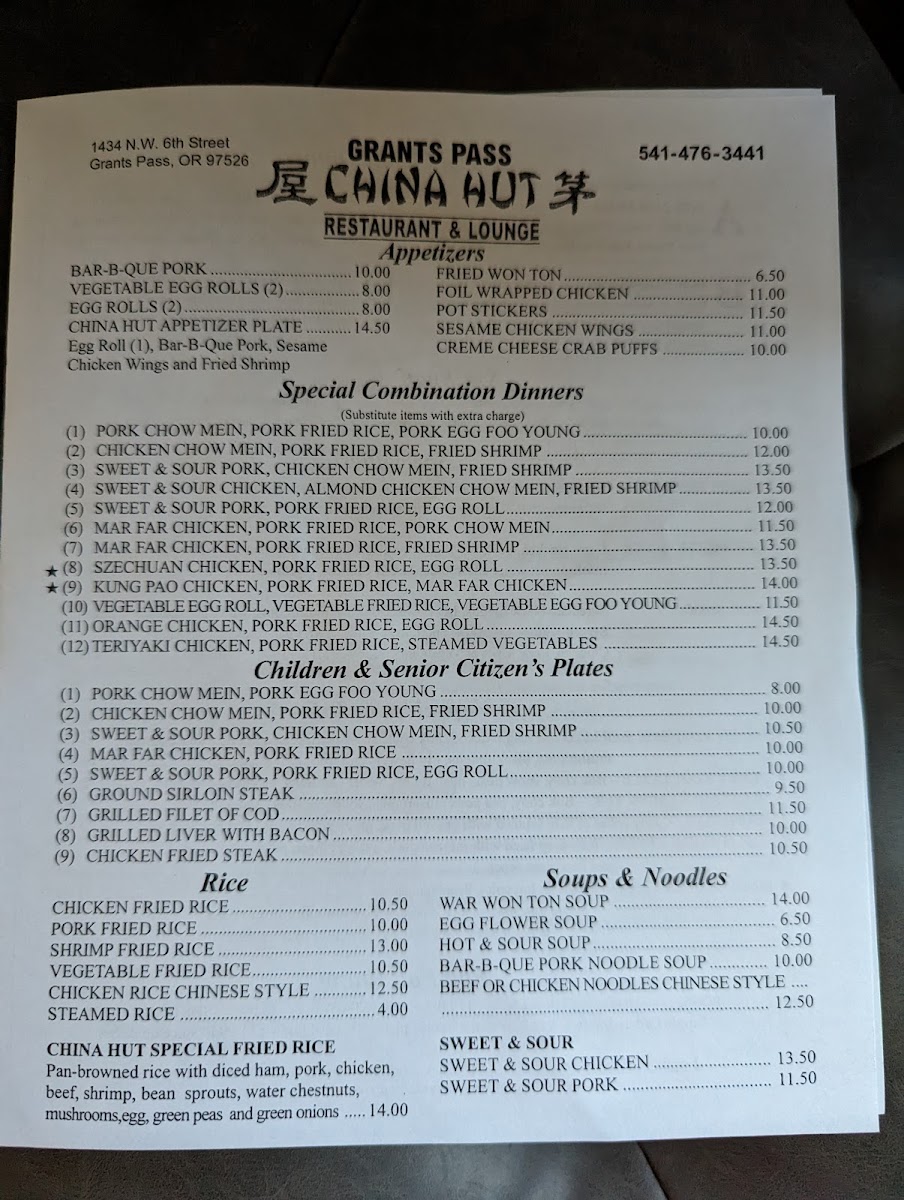 1434 N.W. 6th Street
Grants Pass, OR 97526
GRANTS PASS
541-476-3441
屋 CHINA HUT 茅
RESTAURANT & LOUNGE
Appetizers
BAR-B-QUE PORK 10.00
VEGETABLE EGG ROLLS (2) 8.00
EGG ROLLS (2) 8.00
CHINA HUT APPETIZER PLATE 14.50
Egg Roll (1), Bar-B-Que Pork, Sesame
Chicken Wings and Fried Shrimp
FRIED WON TON 6.50
FOIL WRAPPED CHICKEN 11.00
POT STICKERS 11.50
SESAME CHICKEN WINGS 11.00
CREME CHEESE CRAB PUFFS 10.00
Special Combination Dinners
(Substitute items with extra charge)
(1) PORK CHOW MEIN, PORK FRIED RICE, PORK EGG FOO YOUNG 10.00
(2) CHICKEN CHOW MEIN, PORK FRIED RICE, FRIED SHRIMP 12.00
(3) SWEET & SOUR PORK, CHICKEN CHOW MEIN, FRIED SHRIMP 13.50
(4) SWEET & SOUR CHICKEN, ALMOND CHICKEN CHOW MEIN, FRIED SHRIMP 13.50
(5) SWEET & SOUR PORK, PORK FRIED RICE, EGG ROLL 12.00
(6) MAR FAR CHICKEN, PORK FRIED RICE, PORK CHOW MEIN 11.50
(7) MAR FAR CHICKEN, PORK FRIED RICE, FRIED SHRIMP 13.50
★ (8) SZECHUAN CHICKEN, PORK FRIED RICE, EGG ROLL 13.50
★ (9) KUNG PAO CHICKEN, PORK FRIED RICE, MAR FAR CHICKEN 14.00
(10) VEGETABLE EGG ROLL, VEGETABLE FRIED RICE, VEGETABLE EGG FOO YOUNG 11.50
(11) ORANGE CHICKEN, PORK FRIED RICE, EGG ROLL 14.50
(12) TERIYAKI CHICKEN, PORK FRIED RICE, STEAMED VEGETABLES 14.50
Children & Senior Citizen's Plates
(1) PORK CHOW MEIN, PORK EGG FOO YOUNG 8.00
(2) CHICKEN CHOW MEIN, PORK FRIED RICE, FRIED SHRIMP 10.00
(3) SWEET & SOUR PORK, CHICKEN CHOW MEIN, FRIED SHRIMP 10.50
(4) MAR FAR CHICKEN, PORK FRIED RICE 10.00
(5) SWEET & SOUR PORK, PORK FRIED RICE, EGG ROLL 10.00
(6) GROUND SIRLOIN STEAK 9.50
(7) GRILLED FILET OF COD 11.50
(8) GRILLED LIVER WITH BACON 10.00
(9) CHICKEN FRIED STEAK 10.50
Rice
CHICKEN FRIED RICE 10.50
PORK FRIED RICE 10.00
SHRIMP FRIED RICE 13.00
VEGETABLE FRIED RICE 10.50
CHICKEN RICE CHINESE STYLE 12.50
STEAMED RICE 4.00
CHINA HUT SPECIAL FRIED RICE
Pan-browned rice with diced ham, pork, chicken,
beef, shrimp, bean sprouts, water chestnuts,
mushrooms,egg, green peas and green onions 14.00
Soups & Noodles
WAR WON TON SOUP 14.00
EGG FLOWER SOUP 6.50
HOT & SOUR SOUP 8.50
BAR-B-QUE PORK NOODLE SOUP 10.00
BEEF OR CHICKEN NOODLES CHINESE STYLE ....
12.50
SWEET & SOUR
SWEET & SOUR CHICKEN 13.50
SWEET & SOUR PORK 11.50